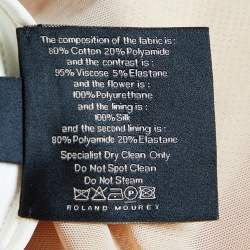 The composition of the fabric is :
80% Cotton 20% Polyamide
and the contrast is :
95% Viscose 5% Elastane
and the flower is :
100% Polyurethane
and the lining is :
100% Silk
and the second lining is :
80% Polyamide 20% Elastane
Specialist Dry Clean Only
Do Not Spot Clean
Do Not Steam
P
ROLAND MOURET